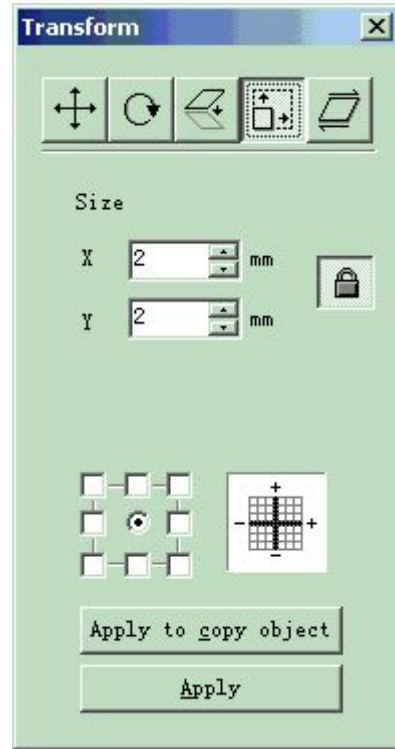 Transform
Size
X 2 mm
Y 2 mm
+
- +
-
Apply to copy object
Apply